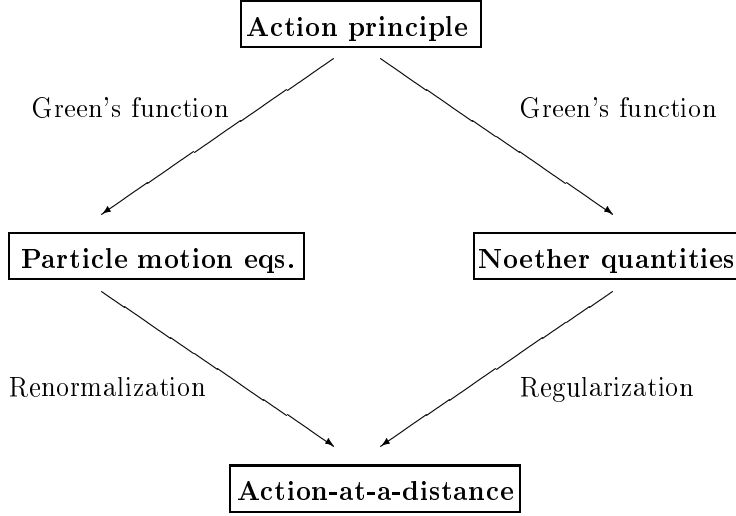 Action principle
Green's function
Green's function
Particle motion eqs.
Noether quantities
Renormalization
Regularization
Action-at-a-distance